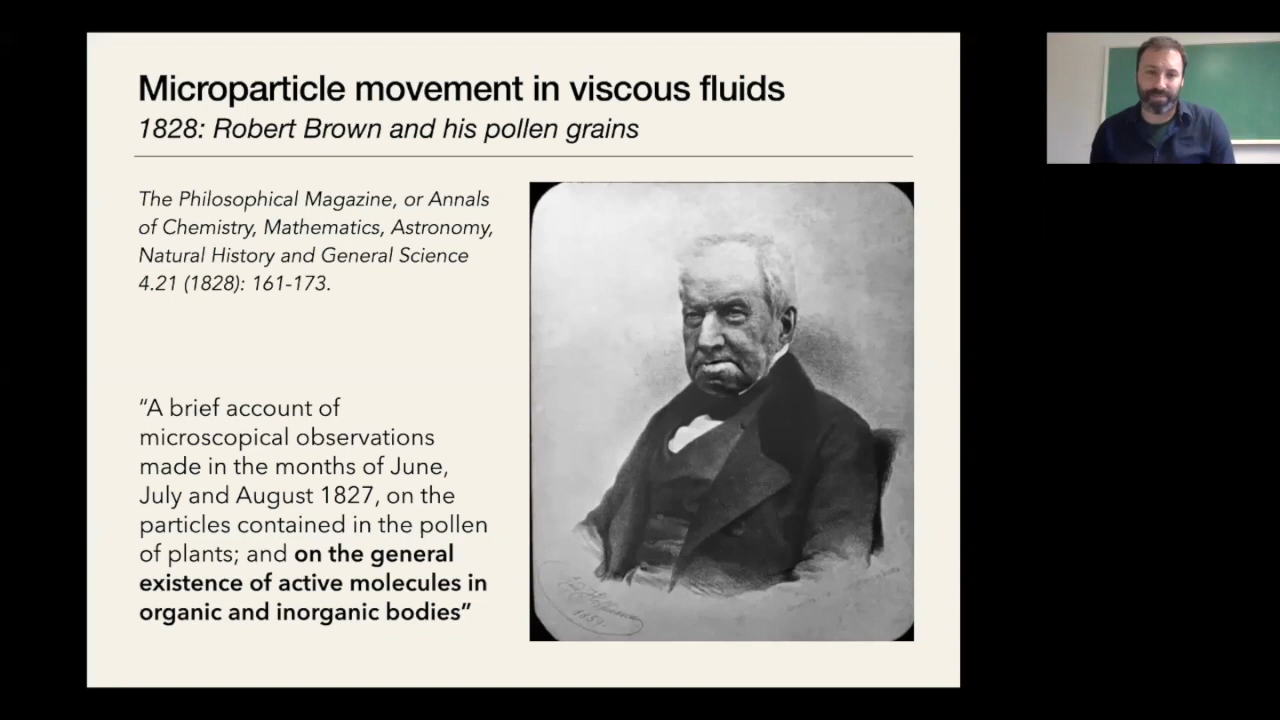 Microparticle movement in viscous fluids
1828: Robert Brown and his pollen grains
The Philosophical Magazine, or Annals
of Chemistry, Mathematics, Astronomy,
Natural History and General Science
4.21 (1828): 161-173.
“A brief account of
microscopical observations
made in the months of June,
July and August 1827, on the
particles contained in the pollen
of plants; and on the general
existence of active molecules in
organic and inorganic bodies”